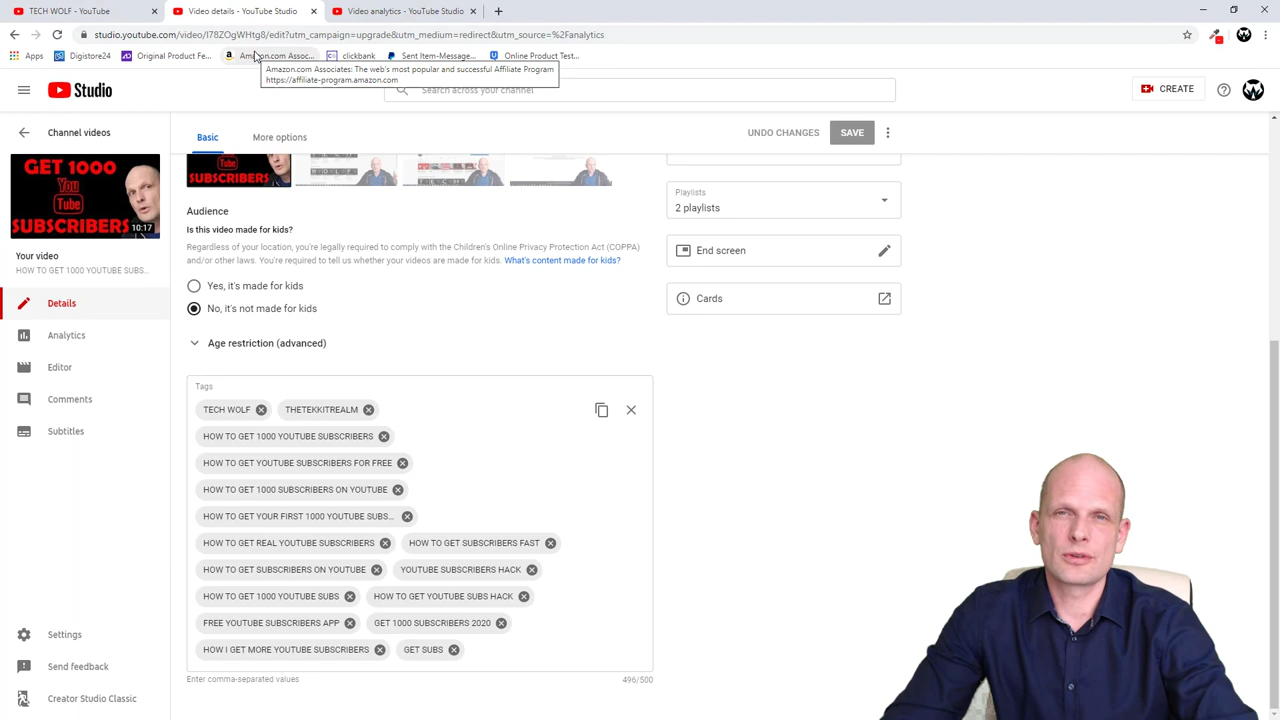 TECH WOLF - YouTube
Video details - YouTube Studio
Video analytics - YouTube Studio
studio.youtube.com/video/I78ZOgWHtg8/edit?utm_campaign=upgrade&utm_medium=redirect&utm_source=%2Fanalytics
Apps
Digistore24
Original Product Fe...
Amazon.com Assoc...
clickbank
Sent Item-Message...
Online Product Test...
Amazon.com Associates: The web's most popular and successful Affiliate Program
https://affiliate-program.amazon.com
Studio
Search across your channel
CREATE
Channel videos
Basic
More options
UNDO CHANGES
SAVE
GET 1000
You
Tube
SUBSCRIBERS
10:17
Tube
SUBSCRIBERS
Your video
HOW TO GET 1000 YOUTUBE SUBS...
Details
Analytics
Editor
Comments
Subtitles
Settings
Send feedback
Creator Studio Classic
Audience
Is this video made for kids?
Regardless of your location, you're legally required to comply with the Children's Online Privacy Protection Act (COPPA)
and/or other laws. You're required to tell us whether your videos are made for kids. What's content made for kids?
Yes, it's made for kids
No, it's not made for kids
Age restriction (advanced)
Tags
TECH WOLF
THETEKKITREALM
HOW TO GET 1000 YOUTUBE SUBSCRIBERS
HOW TO GET YOUTUBE SUBSCRIBERS FOR FREE
HOW TO GET 1000 SUBSCRIBERS ON YOUTUBE
HOW TO GET YOUR FIRST 1000 YOUTUBE SUBS...
HOW TO GET REAL YOUTUBE SUBSCRIBERS
HOW TO GET SUBSCRIBERS FAST
HOW TO GET SUBSCRIBERS ON YOUTUBE
YOUTUBE SUBSCRIBERS HACK
HOW TO GET 1000 YOUTUBE SUBS
HOW TO GET YOUTUBE SUBS HACK
FREE YOUTUBE SUBSCRIBERS APP
GET 1000 SUBSCRIBERS 2020
HOW I GET MORE YOUTUBE SUBSCRIBERS
GET SUBS
Enter comma-separated values
496/500
Playlists
2 playlists
End screen
Cards